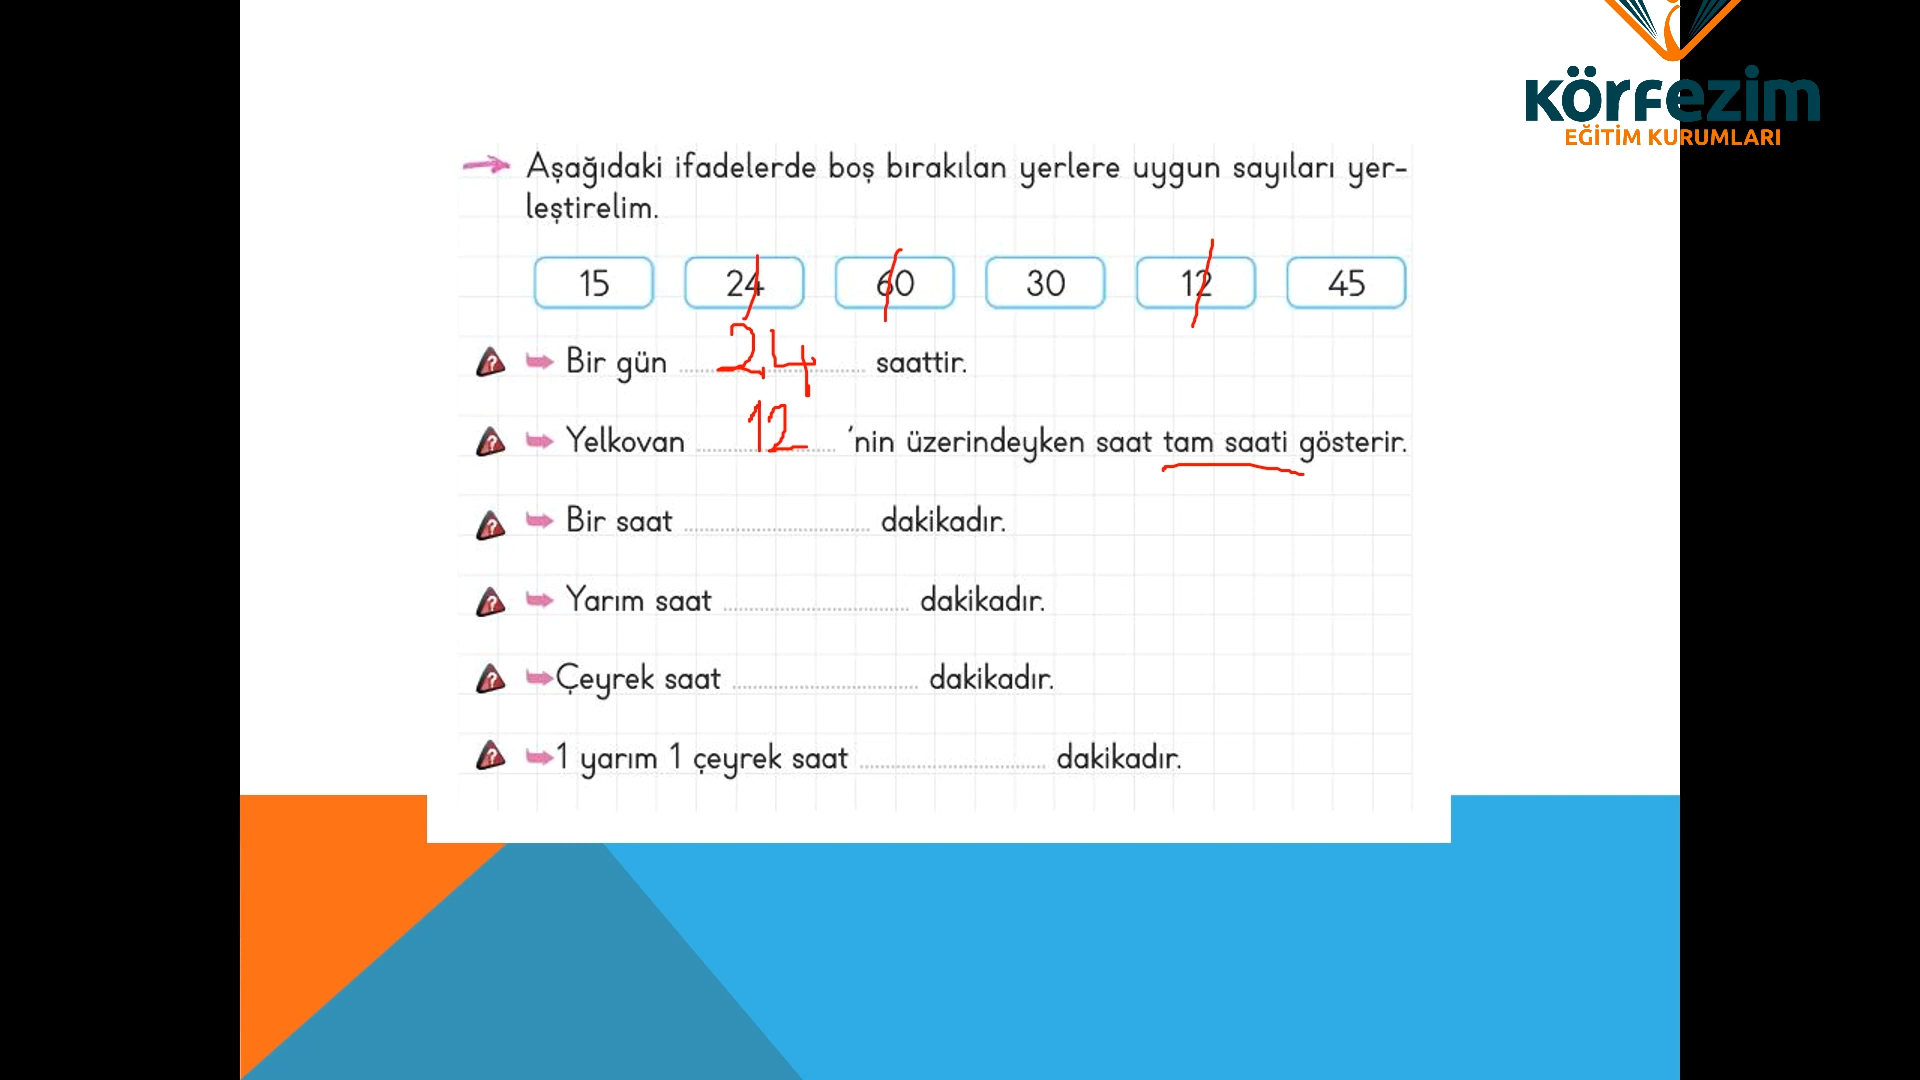 körfezim
EĞİTİM KURUMLARI
Aşağıdaki ifadelerde boş bırakılan yerlere uygun sayıları yer-
leştirelim.
15 24 60 30 12 45
Bir gün 24 saattir.
Yelkovan 12 'nin üzerindeyken saat tam saati gösterir.
Bir saat ........................ dakikadır.
Yarım saat ........................ dakikadır.
Çeyrek saat ........................ dakikadır.
1 yarım 1 çeyrek saat ........................ dakikadır.